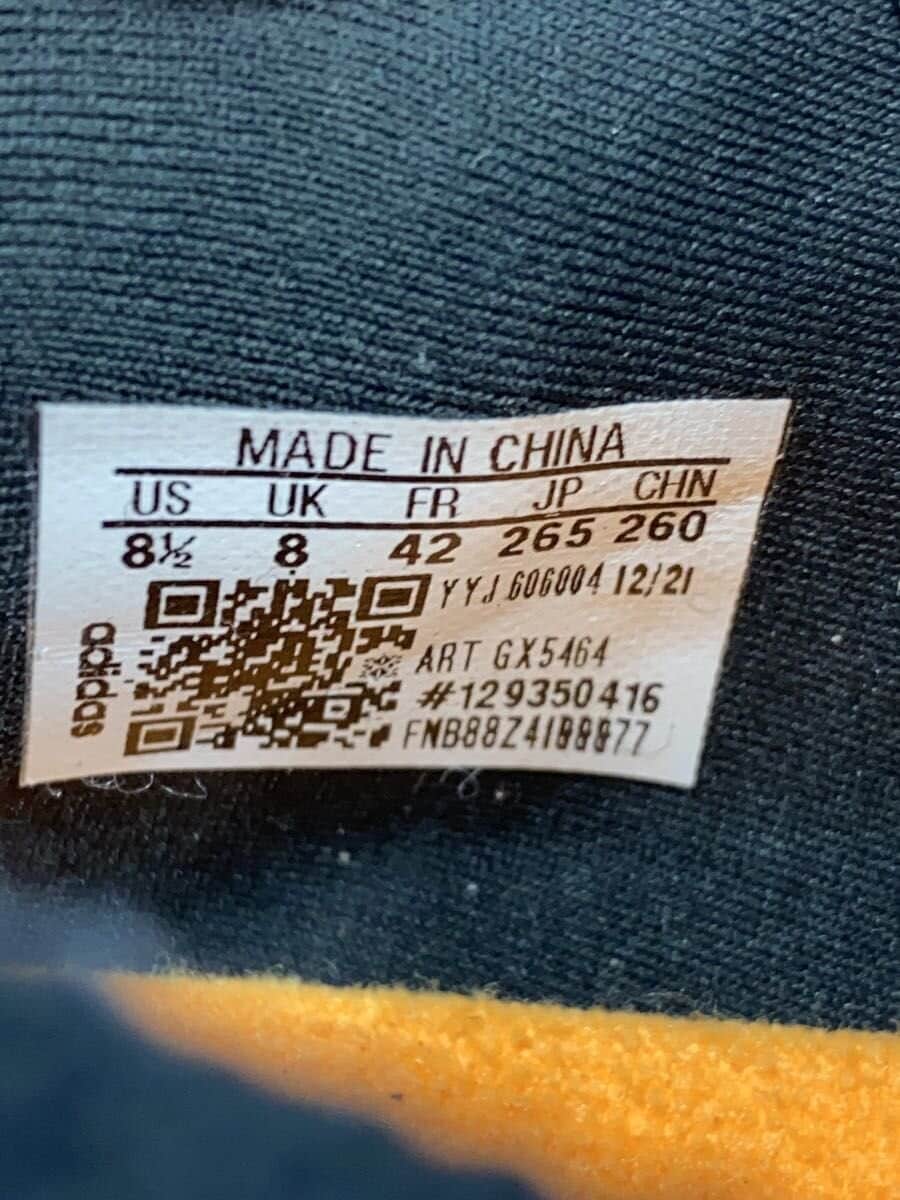 MADE IN CHINA
US UK FR JP CHN
8½ 8 42 265 260
YYJ 606004 12/21
adidas
ART GX5464
#129350416